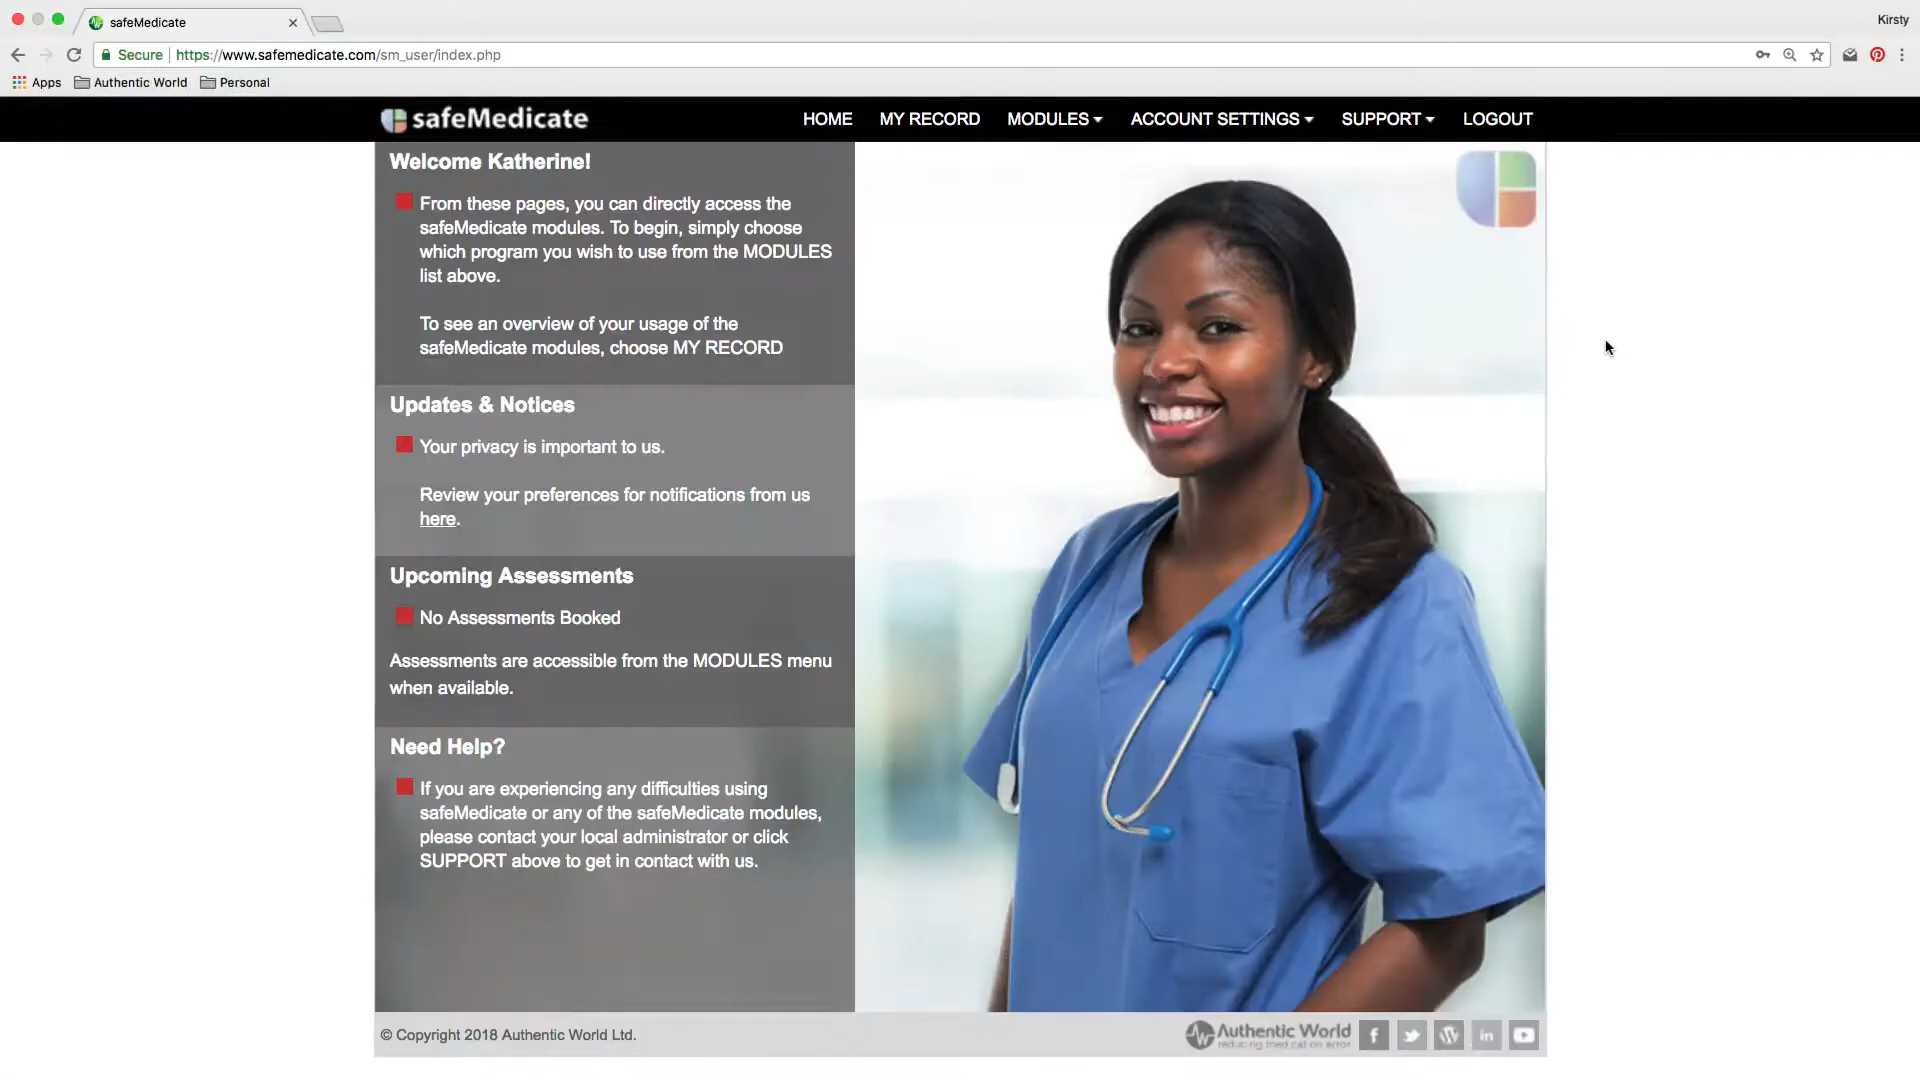 safeMedicate
Kirsty
Secure https://www.safemedicate.com/sm_user/index.php
Apps Authentic World Personal
safeMedicate HOME MY RECORD MODULES ACCOUNT SETTINGS SUPPORT LOGOUT
Welcome Katherine!
From these pages, you can directly access the
safeMedicate modules. To begin, simply choose
which program you wish to use from the MODULES
list above.
To see an overview of your usage of the
safeMedicate modules, choose MY RECORD
Updates & Notices
Your privacy is important to us.
Review your preferences for notifications from us
here.
Upcoming Assessments
No Assessments Booked
Assessments are accessible from the MODULES menu
when available.
Need Help?
If you are experiencing any difficulties using
safeMedicate or any of the safeMedicate modules,
please contact your local administrator or click
SUPPORT above to get in contact with us.
© Copyright 2018 Authentic World Ltd.
Authentic World
reducing medication error